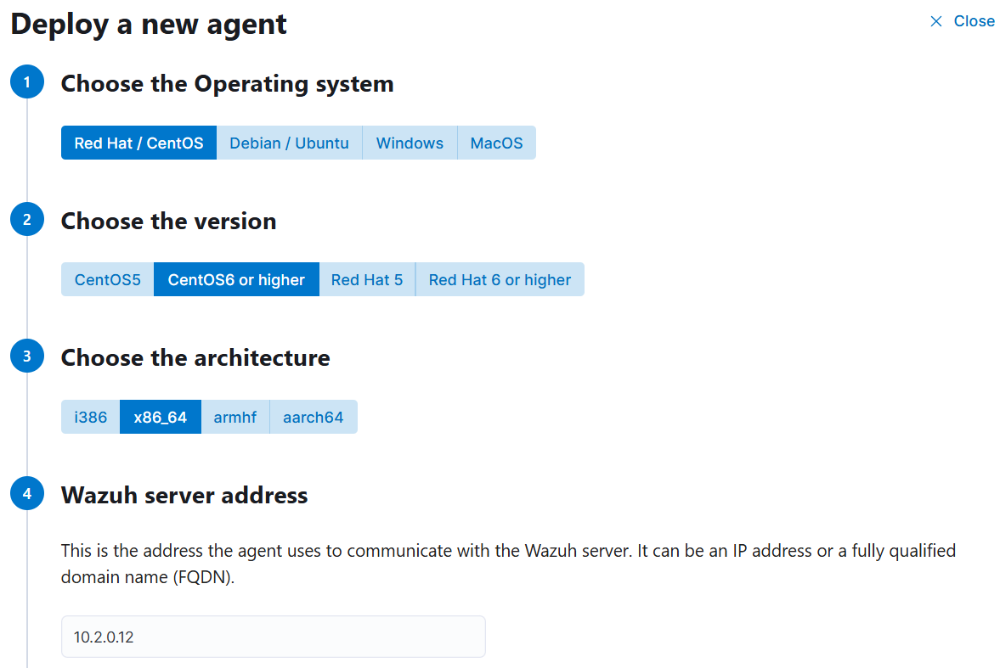 Deploy a new agent
Close
1 Choose the Operating system
Red Hat / CentOS Debian / Ubuntu Windows MacOS
2 Choose the version
CentOS5 CentOS6 or higher Red Hat 5 Red Hat 6 or higher
3 Choose the architecture
i386 x86_64 armhf aarch64
4 Wazuh server address
This is the address the agent uses to communicate with the Wazuh server. It can be an IP address or a fully qualified
domain name (FQDN).
10.2.0.12